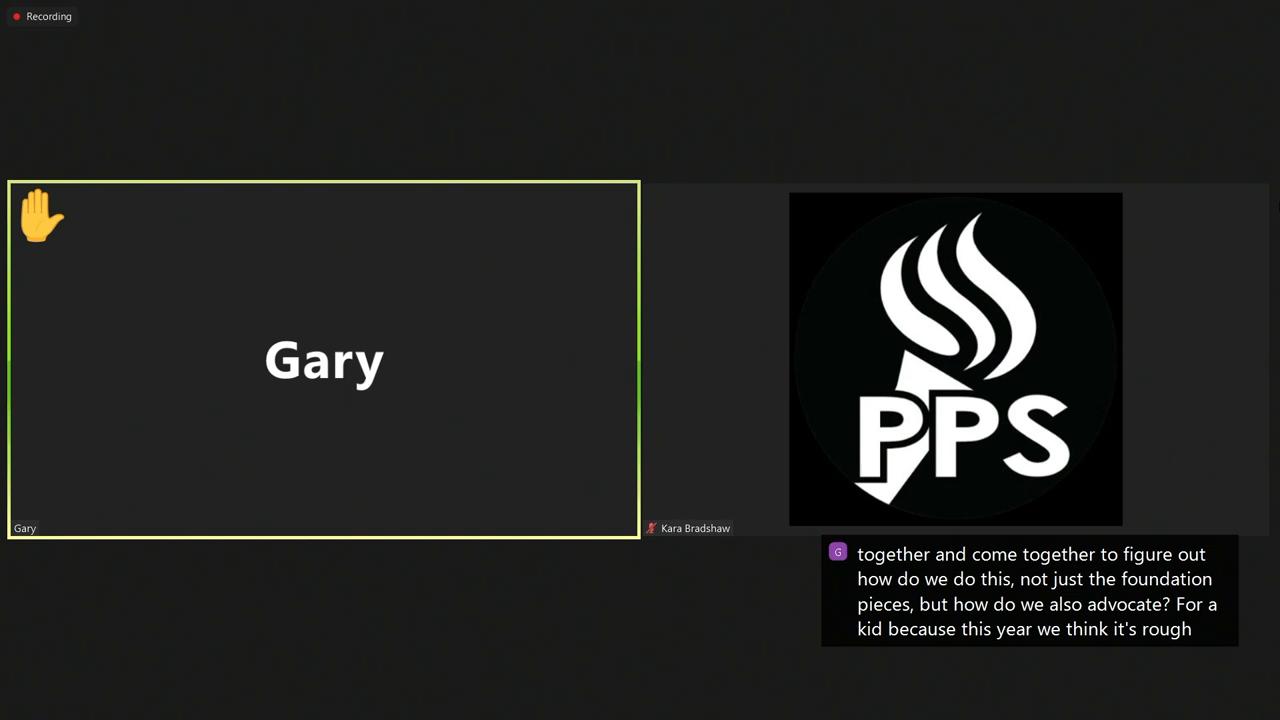 Recording
Gary
Gary
PPS
Kara Bradshaw
G
together and come together to figure out
how do we do this, not just the foundation
pieces, but how do we also advocate? For a
kid because this year we think it's rough